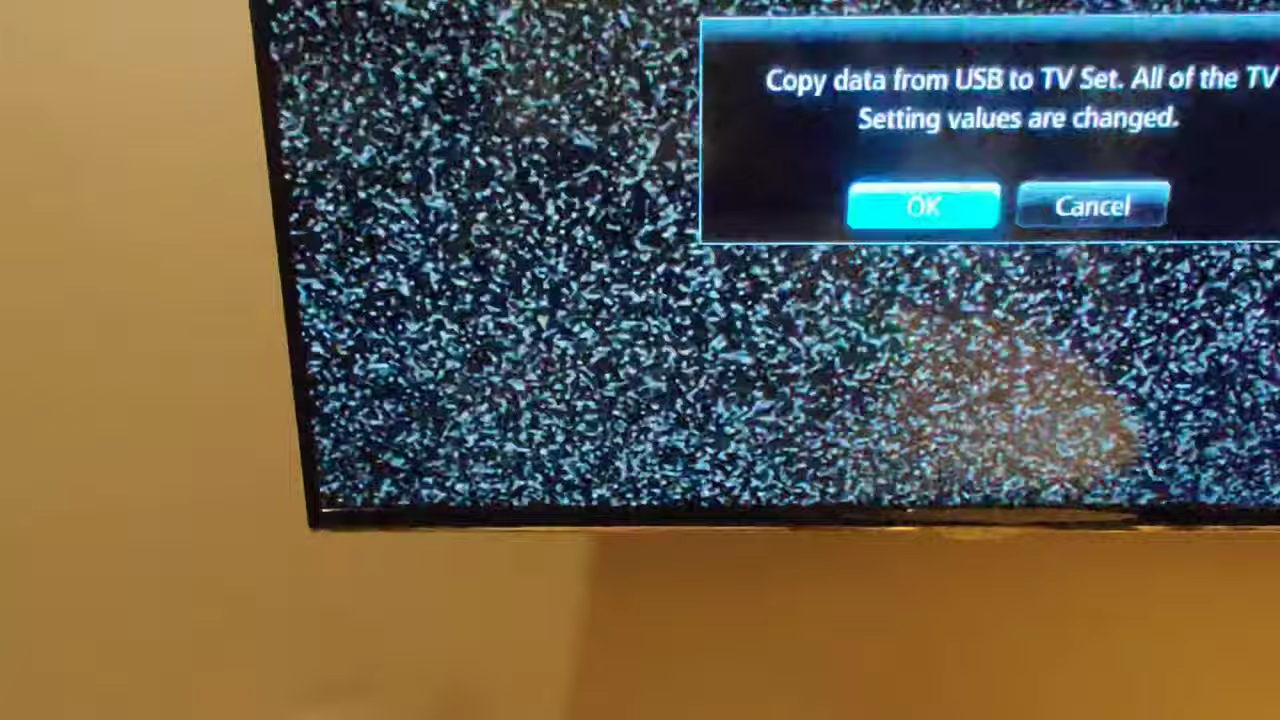 Copy data from USB to TV Set. All of the TV
Setting values are changed.
OK
Cancel